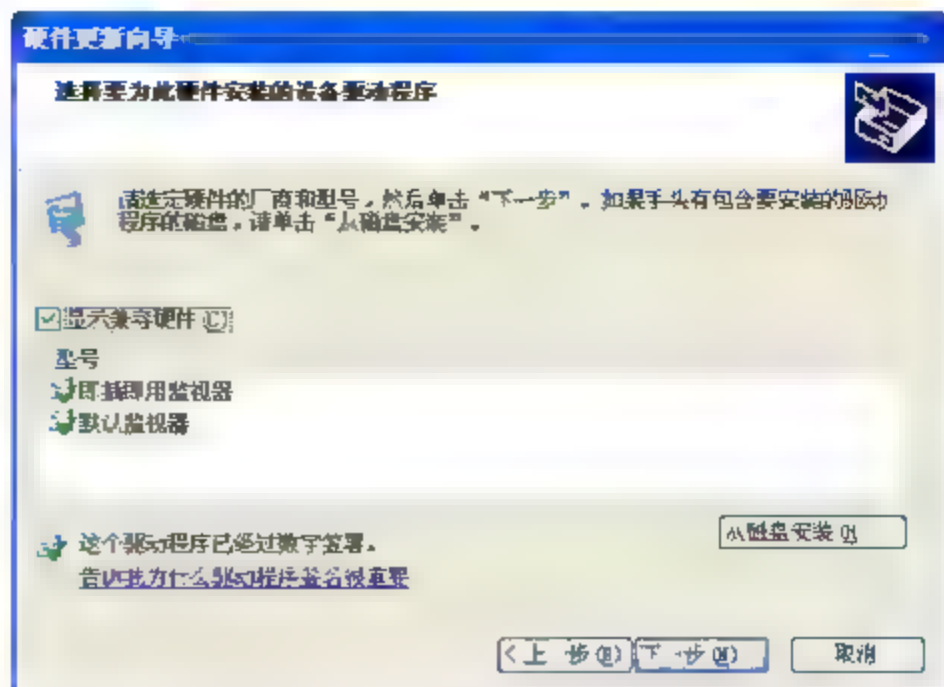 硬件更新向导
选择要为此硬件安装的设备驱动程序
请选定硬件的厂商和型号，然后单击“下一步”。如果手头有包含要安装的驱动
程序的磁盘，请单击“从磁盘安装”。
显示兼容硬件(C)
型号
即插即用监视器
默认监视器
这个驱动程序已经过数字签署。
从磁盘安装(H)
告诉我为什么驱动程序签名很重要
<上一步(B)
下一步(N)
取消